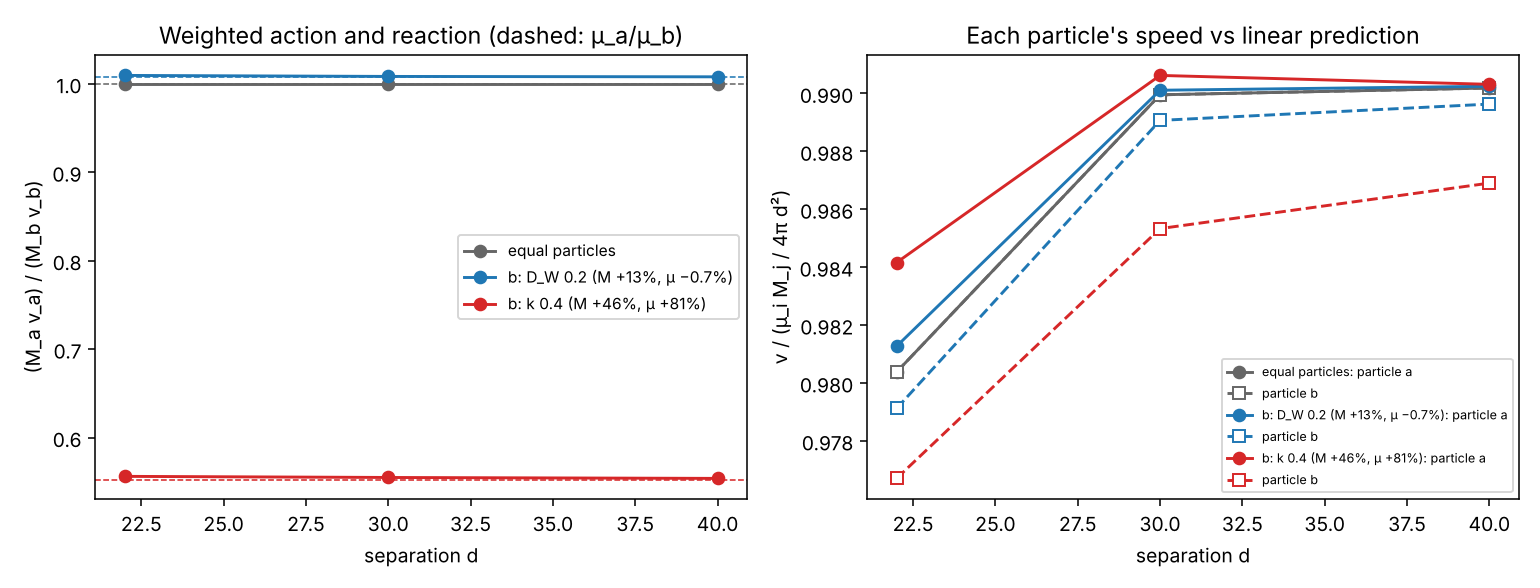 Weighted action and reaction (dashed: μ_a/μ_b)
(M_a v_a) / (M_b v_b)
1.0
0.9
0.8
0.7
0.6
equal particles
b: D_W 0.2 (M +13%, μ −0.7%)
b: k 0.4 (M +46%, μ +81%)
22.5
25.0
27.5
30.0
32.5
35.0
37.5
40.0
separation d
Each particle's speed vs linear prediction
v / (μ_i M_j / 4π d²)
0.990
0.988
0.986
0.984
0.982
0.980
0.978
equal particles: particle a
particle b
b: D_W 0.2 (M +13%, μ −0.7%): particle a
particle b
b: k 0.4 (M +46%, μ +81%): particle a
particle b
22.5
25.0
27.5
30.0
32.5
35.0
37.5
40.0
separation d